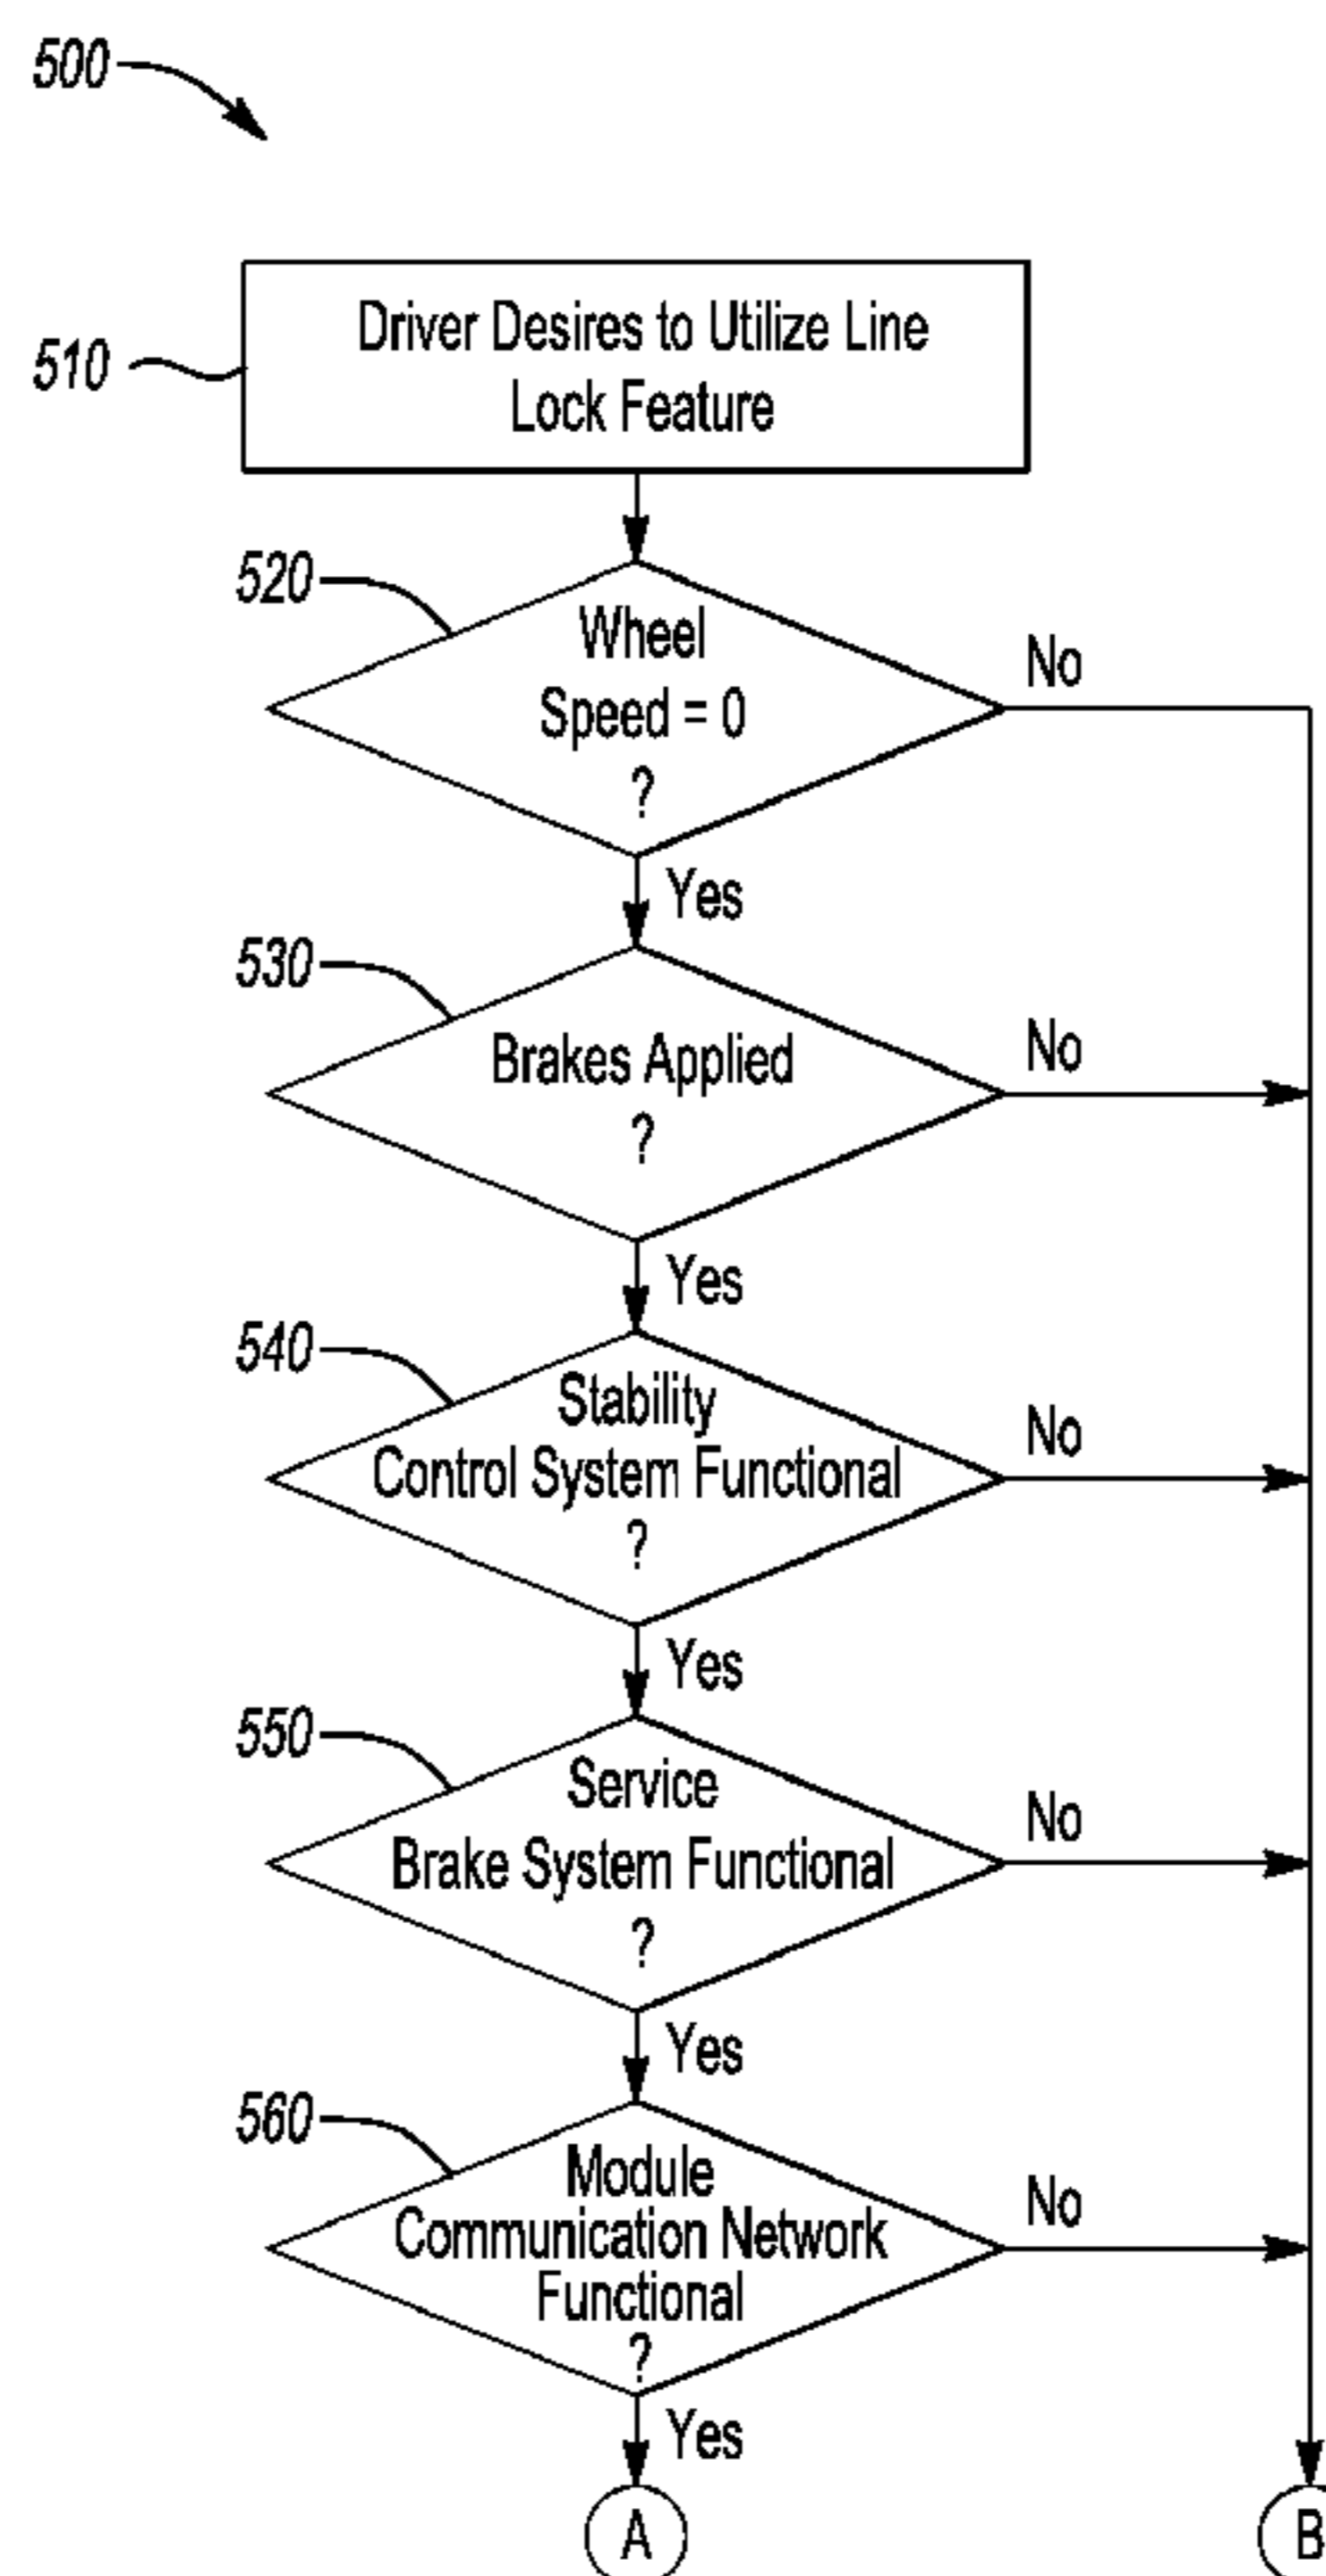 500
510
Driver Desires to Utilize Line
Lock Feature
520
Wheel
Speed = 0
?
No
Yes
530
Brakes Applied
?
No
Yes
540
Stability
Control System Functional
?
No
Yes
550
Service
Brake System Functional
?
No
Yes
560
Module
Communication Network
Functional
?
No
Yes
A
B